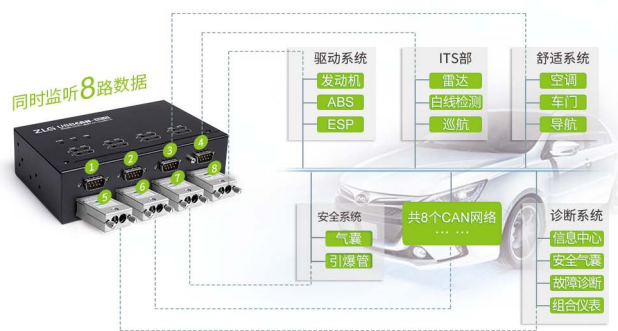 同时监听8路数据
ZLG USBCAN
1
2
3
4
5
6
7
8
驱动系统
发动机
ABS
ESP
ITS部
雷达
白线检测
巡航
舒适系统
空调
车门
导航
安全系统
气囊
引爆管
共8个CAN网络
... ...
诊断系统
信息中心
安全气囊
故障诊断
组合仪表